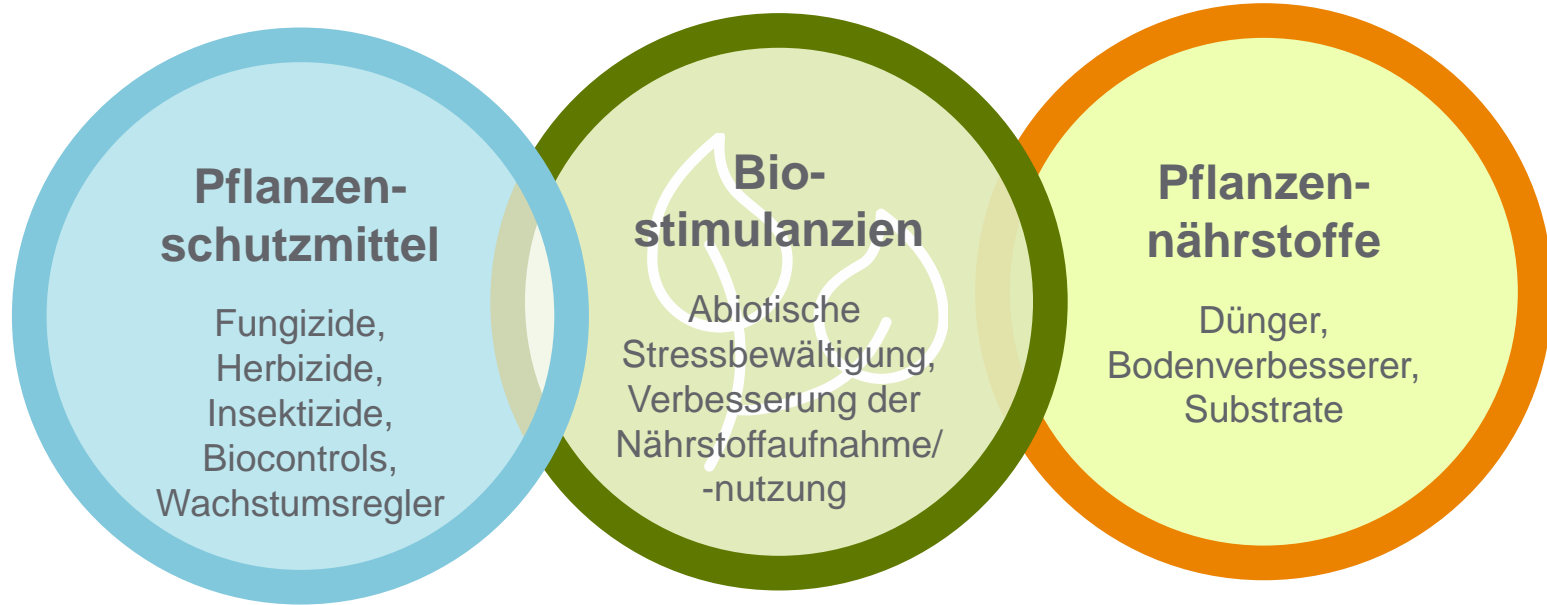 Pflanzen-
schutzmittel
Fungizide,
Herbizide,
Insektizide,
Biocontrols,
Wachstumsregler
Bio-
stimulanzien
Abiotische
Stressbewältigung,
Verbesserung der
Nährstoffaufnahme/
-nutzung
Pflanzen-
nährstoffe
Dünger,
Bodenverbesserer,
Substrate